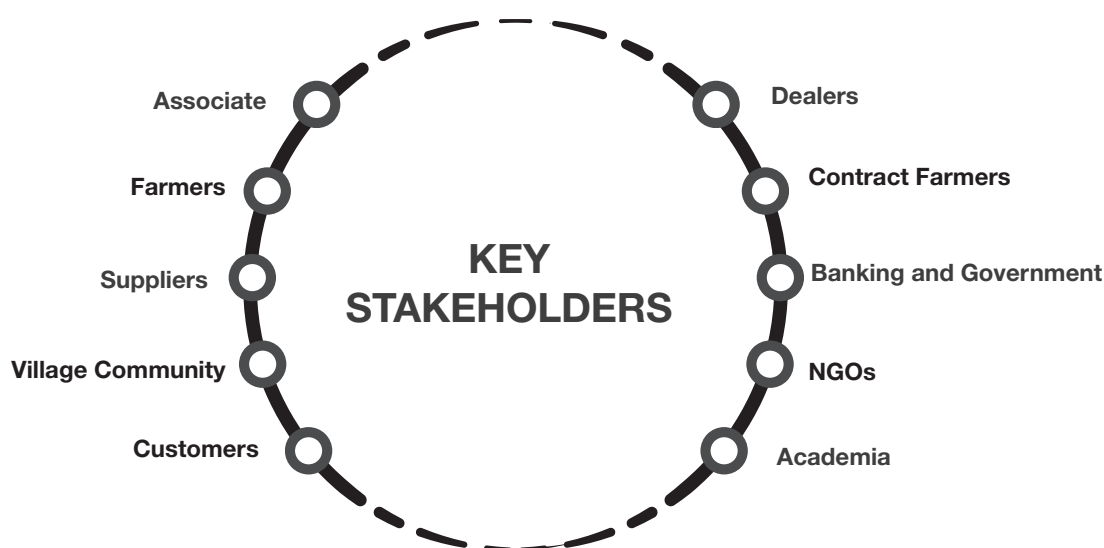 Associate
Farmers
Suppliers
Village Community
Customers
KEY
STAKEHOLDERS
Dealers
Contract Farmers
Banking and Government
NGOs
Academia